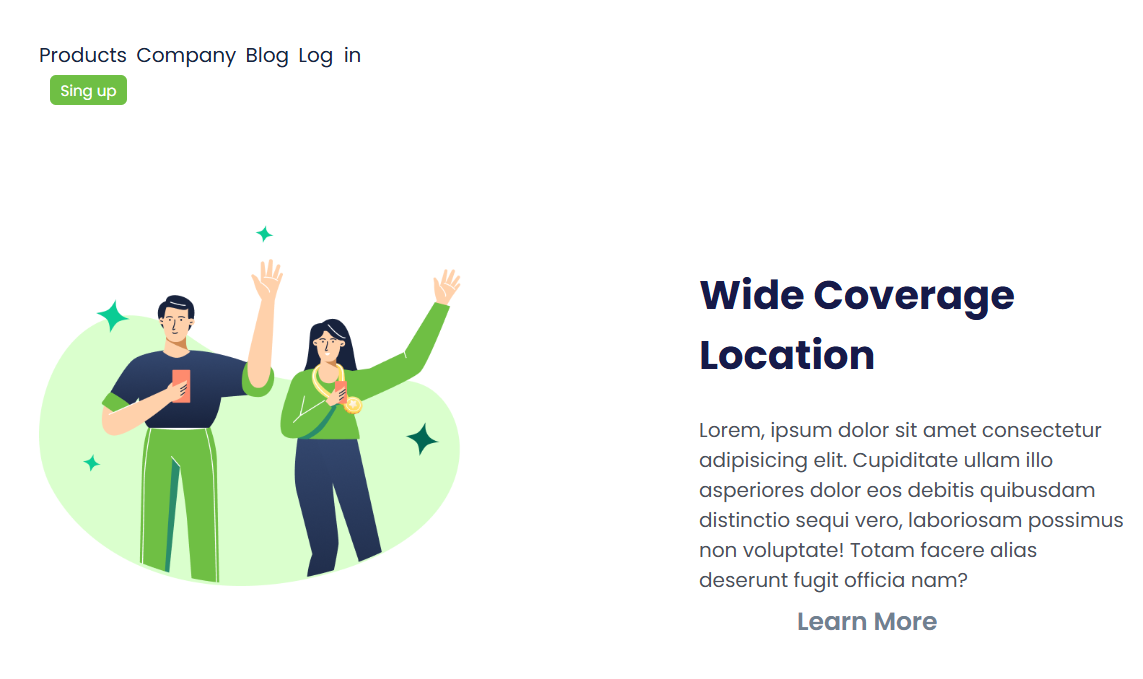 Products Company Blog Log in
Sing up
Wide Coverage
Location
Lorem, ipsum dolor sit amet consectetur
adipisicing elit. Cupiditate ullam illo
asperiores dolor eos debitis quibusdam
distinctio sequi vero, laboriosam possimus
non voluptate! Totam facere alias
deserunt fugit officia nam?
Learn More